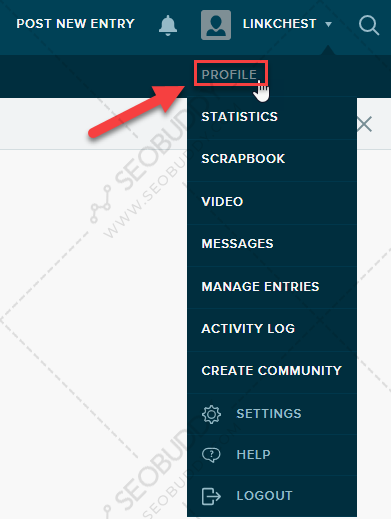 POST NEW ENTRY
LINKCHEST
PROFILE
STATISTICS
SCRAPBOOK
VIDEO
MESSAGES
MANAGE ENTRIES
ACTIVITY LOG
CREATE COMMUNITY
SETTINGS
HELP
LOGOUT